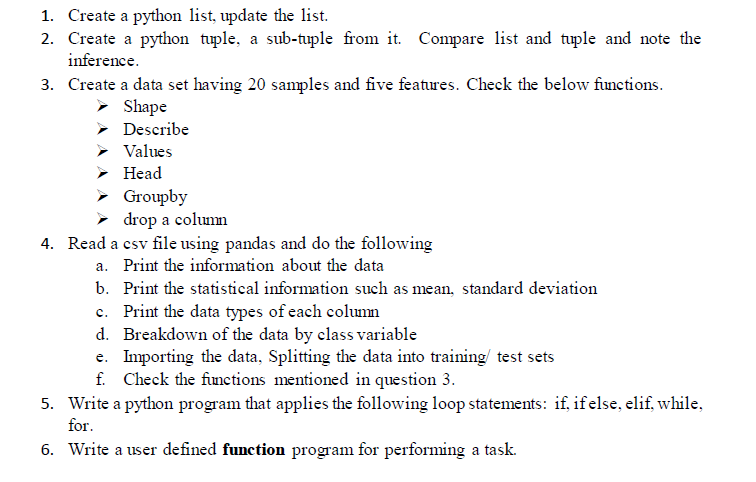 1. Create a python list, update the list.
2. Create a python tuple, a sub-tuple from it. Compare list and tuple and note the
inference.
3. Create a data set having 20 samples and five features. Check the below functions.
➤ Shape
➤ Describe
➤ Values
➤ Head
➤ Groupby
➤ drop a column
4. Read a csv file using pandas and do the following
a. Print the information about the data
b. Print the statistical information such as mean, standard deviation
c. Print the data types of each column
d. Breakdown of the data by class variable
e. Importing the data, Splitting the data into training/ test sets
f. Check the functions mentioned in question 3.
5. Write a python program that applies the following loop statements: if, if else, elif, while,
for.
6. Write a user defined function program for performing a task.